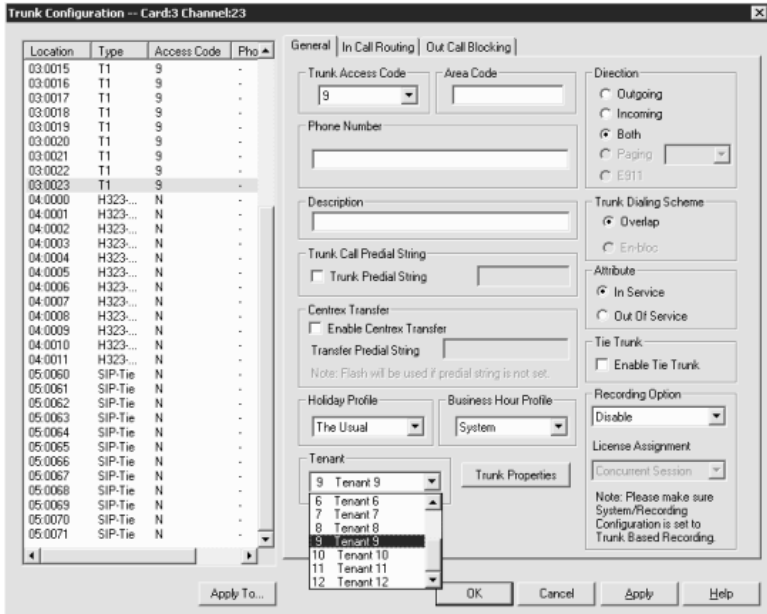 Trunk Configuration -- Card:3 Channel:23
Location Type Access Code Pho
03:0015 T1 9 -
03:0016 T1 9 -
03:0017 T1 9 -
03:0018 T1 9 -
03:0019 T1 9 -
03:0020 T1 9 -
03:0021 T1 9 -
03:0022 T1 9 -
03:0023 T1 9 -
04:0000 H323-... N -
04:0001 H323-... N -
04:0002 H323-... N -
04:0003 H323-... N -
04:0004 H323-... N -
04:0005 H323-... N -
04:0006 H323-... N -
04:0007 H323-... N -
04:0008 H323-... N -
04:0009 H323-... N -
04:0010 H323-... N -
04:0011 H323-... N -
05:0060 SIP-Tie N -
05:0061 SIP-Tie N -
05:0062 SIP-Tie N -
05:0063 SIP-Tie N -
05:0064 SIP-Tie N -
05:0065 SIP-Tie N -
05:0066 SIP-Tie N -
05:0067 SIP-Tie N -
05:0068 SIP-Tie N -
05:0069 SIP-Tie N -
05:0070 SIP-Tie N -
05:0071 SIP-Tie N -
Apply To...
General In Call Routing Out Call Blocking
Trunk Access Code
9
Area Code
Phone Number
Description
Trunk Call Predial String
Trunk Predial String
Centrex Transfer
Enable Centrex Transfer
Transfer Predial String
Note: Flash will be used if predial string is not set.
Holiday Profile
The Usual
Business Hour Profile
System
Tenant
9 Tenant 9
6 Tenant 6
7 Tenant 7
8 Tenant 8
9 Tenant 9
10 Tenant 10
11 Tenant 11
12 Tenant 12
Trunk Properties
Direction
Outgoing
Incoming
Both
Paging
E911
Trunk Dialing Scheme
Overlap
En-bloc
Attribute
In Service
Out Of Service
Tie Trunk
Enable Tie Trunk
Recording Option
Disable
License Assignment
Concurrent Session
Note: Please make sure
System/Recording
Configuration is set to
Trunk Based Recording.
OK Cancel Apply Help